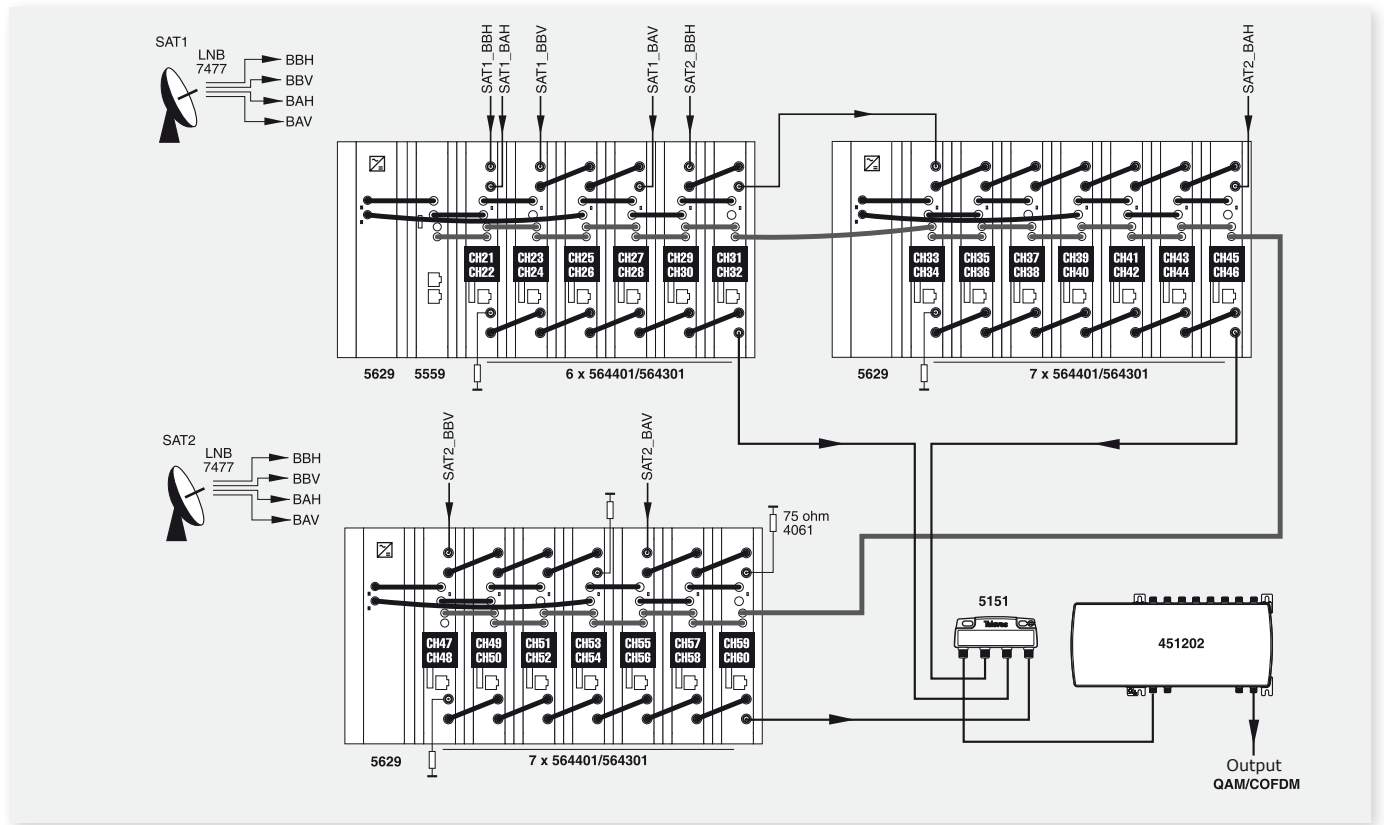 SAT1
LNB
7477
BBH
BBV
BAH
BAV
SAT1_BBH
SAT1_BAH
SAT1_BBV
SAT1_BAV
SAT2_BBH
SAT2_BAH
CH21
CH22
CH23
CH24
CH25
CH26
CH27
CH28
CH29
CH30
CH31
CH32
CH33
CH34
CH35
CH36
CH37
CH38
CH39
CH40
CH41
CH42
CH43
CH44
CH45
CH46
5629
5559
6 x 564401/564301
5629
7 x 564401/564301
SAT2
LNB
7477
BBH
BBV
BAH
BAV
SAT2_BBV
SAT2_BAV
75 ohm
4061
CH47
CH48
CH49
CH50
CH51
CH52
CH53
CH54
CH55
CH56
CH57
CH58
CH59
CH60
5629
7 x 564401/564301
5151
Televes
451202
Output
QAM/COFDM